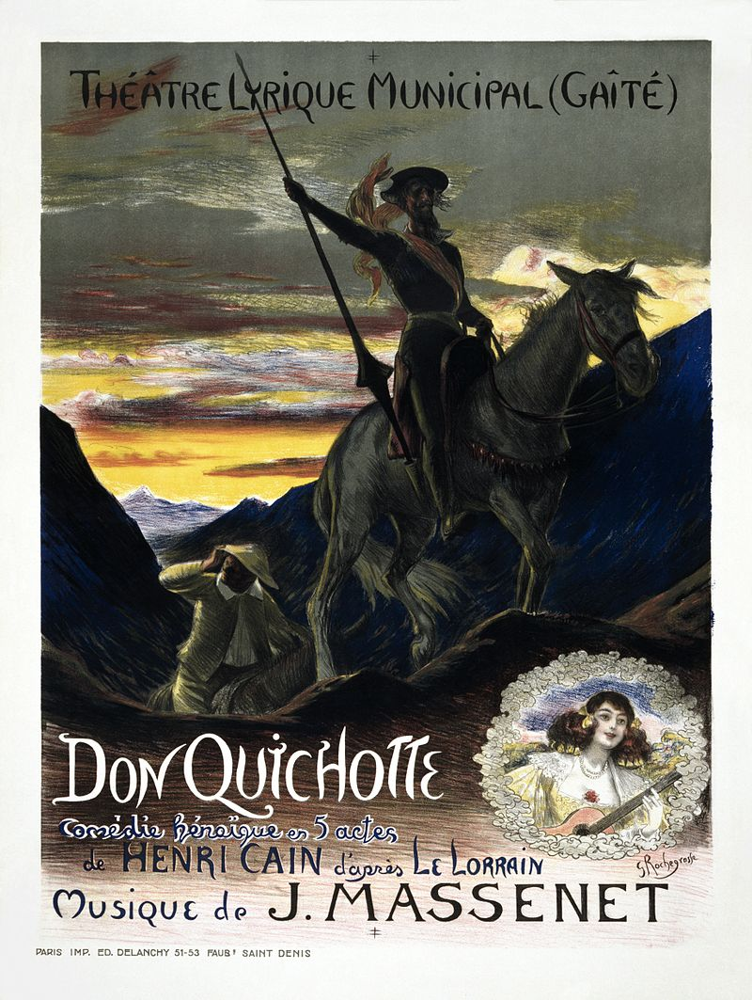 THÉÂTRE LYRIQUE MUNICIPAL (GAÎTÉ)
DON QUICHOTTE
Comédie héroïque en 5 actes
de HENRI CAIN d'après LE LORRAIN
MUSIQUE de J. MASSENET
G. Rochegrosse
PARIS IMP. ED. DELANCHY 51-53 FAUBT SAINT DENIS